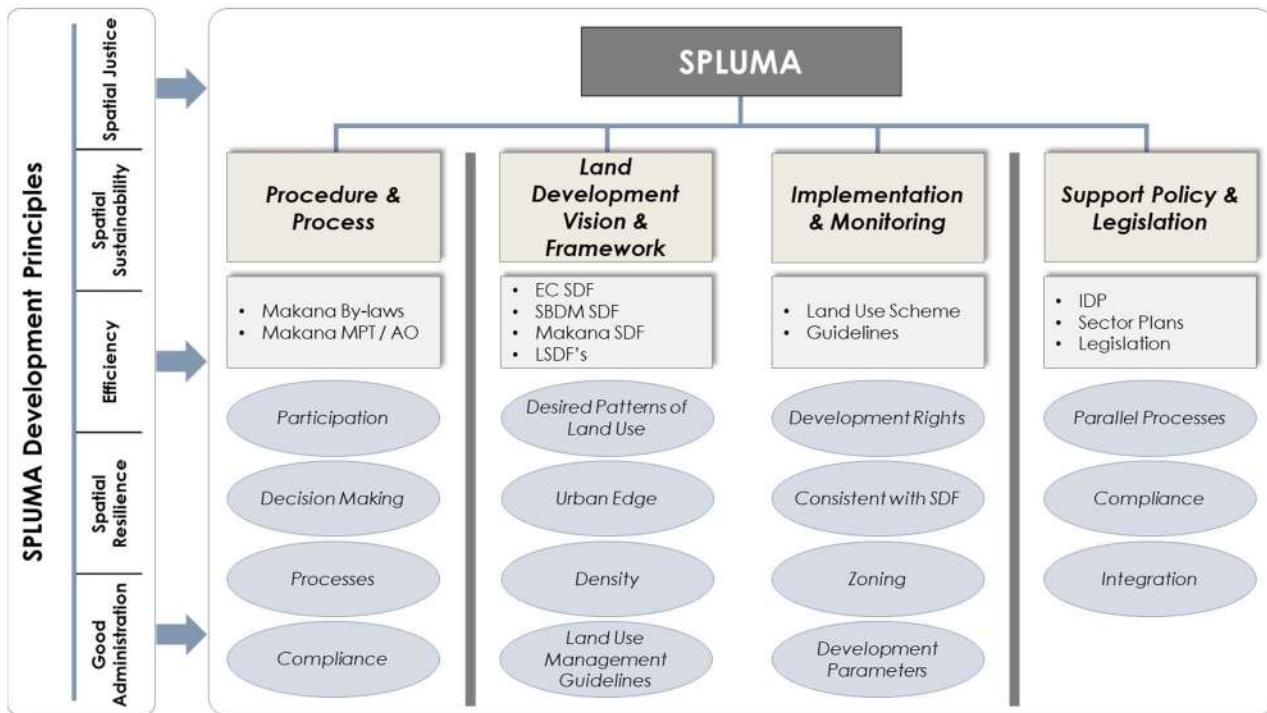 SPLUMA Development Principles
Spatial Justice
Spatial
Sustainability
Efficiency
Spatial
Resilience
Good
Administration
SPLUMA
Procedure &
Process
• Makana By-laws
• Makana MPT / AO
Participation
Decision Making
Processes
Compliance
Land
Development
Vision &
Framework
• EC SDF
• SBDM SDF
• Makana SDF
• LSDF's
Desired Patterns of
Land Use
Urban Edge
Density
Land Use
Management
Guidelines
Implementation
& Monitoring
• Land Use Scheme
• Guidelines
Development Rights
Consistent with SDF
Zoning
Development
Parameters
Support Policy &
Legislation
• IDP
• Sector Plans
• Legislation
Parallel Processes
Compliance
Integration